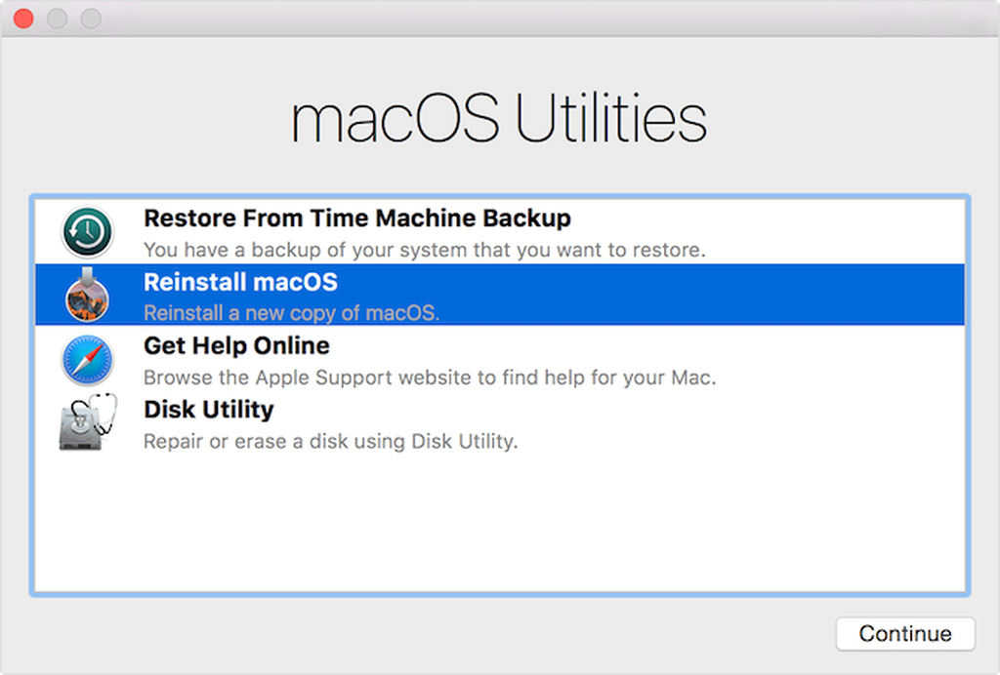 macOS Utilities
Restore From Time Machine Backup
You have a backup of your system that you want to restore.
Reinstall macOS
Reinstall a new copy of macOS.
Get Help Online
Browse the Apple Support website to find help for your Mac.
Disk Utility
Repair or erase a disk using Disk Utility.
Continue